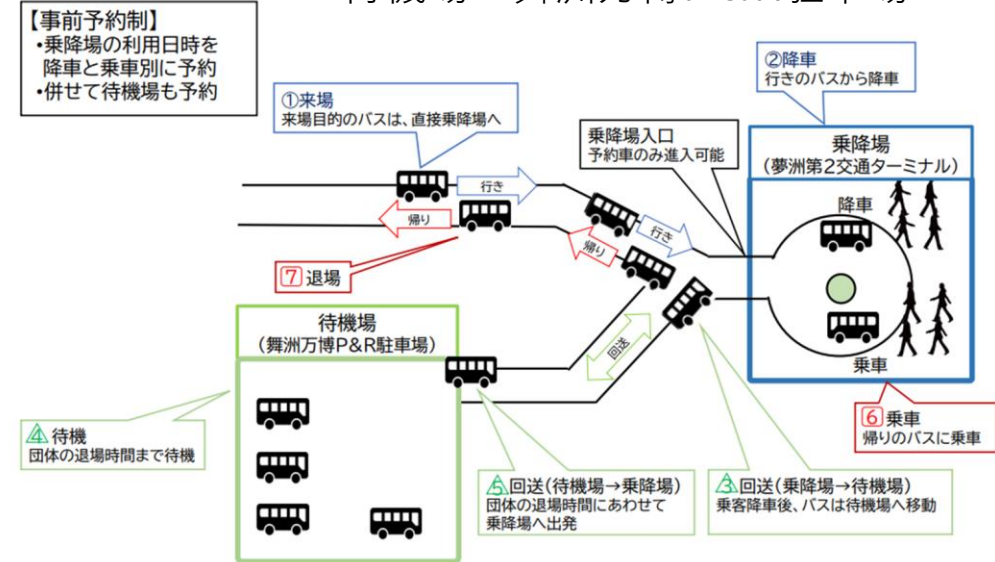 【事前予約制】
・乗降場の利用日時を
降車と乗車別に予約
・併せて待機場も予約
①来場
来場目的のバスは、直接乗降場へ
②降車
行きのバスから降車
乗降場入口
予約車のみ進入可能
乗降場
(夢洲第2交通ターミナル)
行き
帰り
行き
帰り
降車
乗車
7 退場
待機場
(舞洲万博P&R駐車場)
回送
④ 待機
団体の退場時間まで待機
⑤ 回送(待機場→乗降場)
団体の退場時間にあわせて
乗降場へ出発
③ 回送(乗降場→待機場)
乗客降車後、バスは待機場へ移動
6 乗車
帰りのバスに乗車